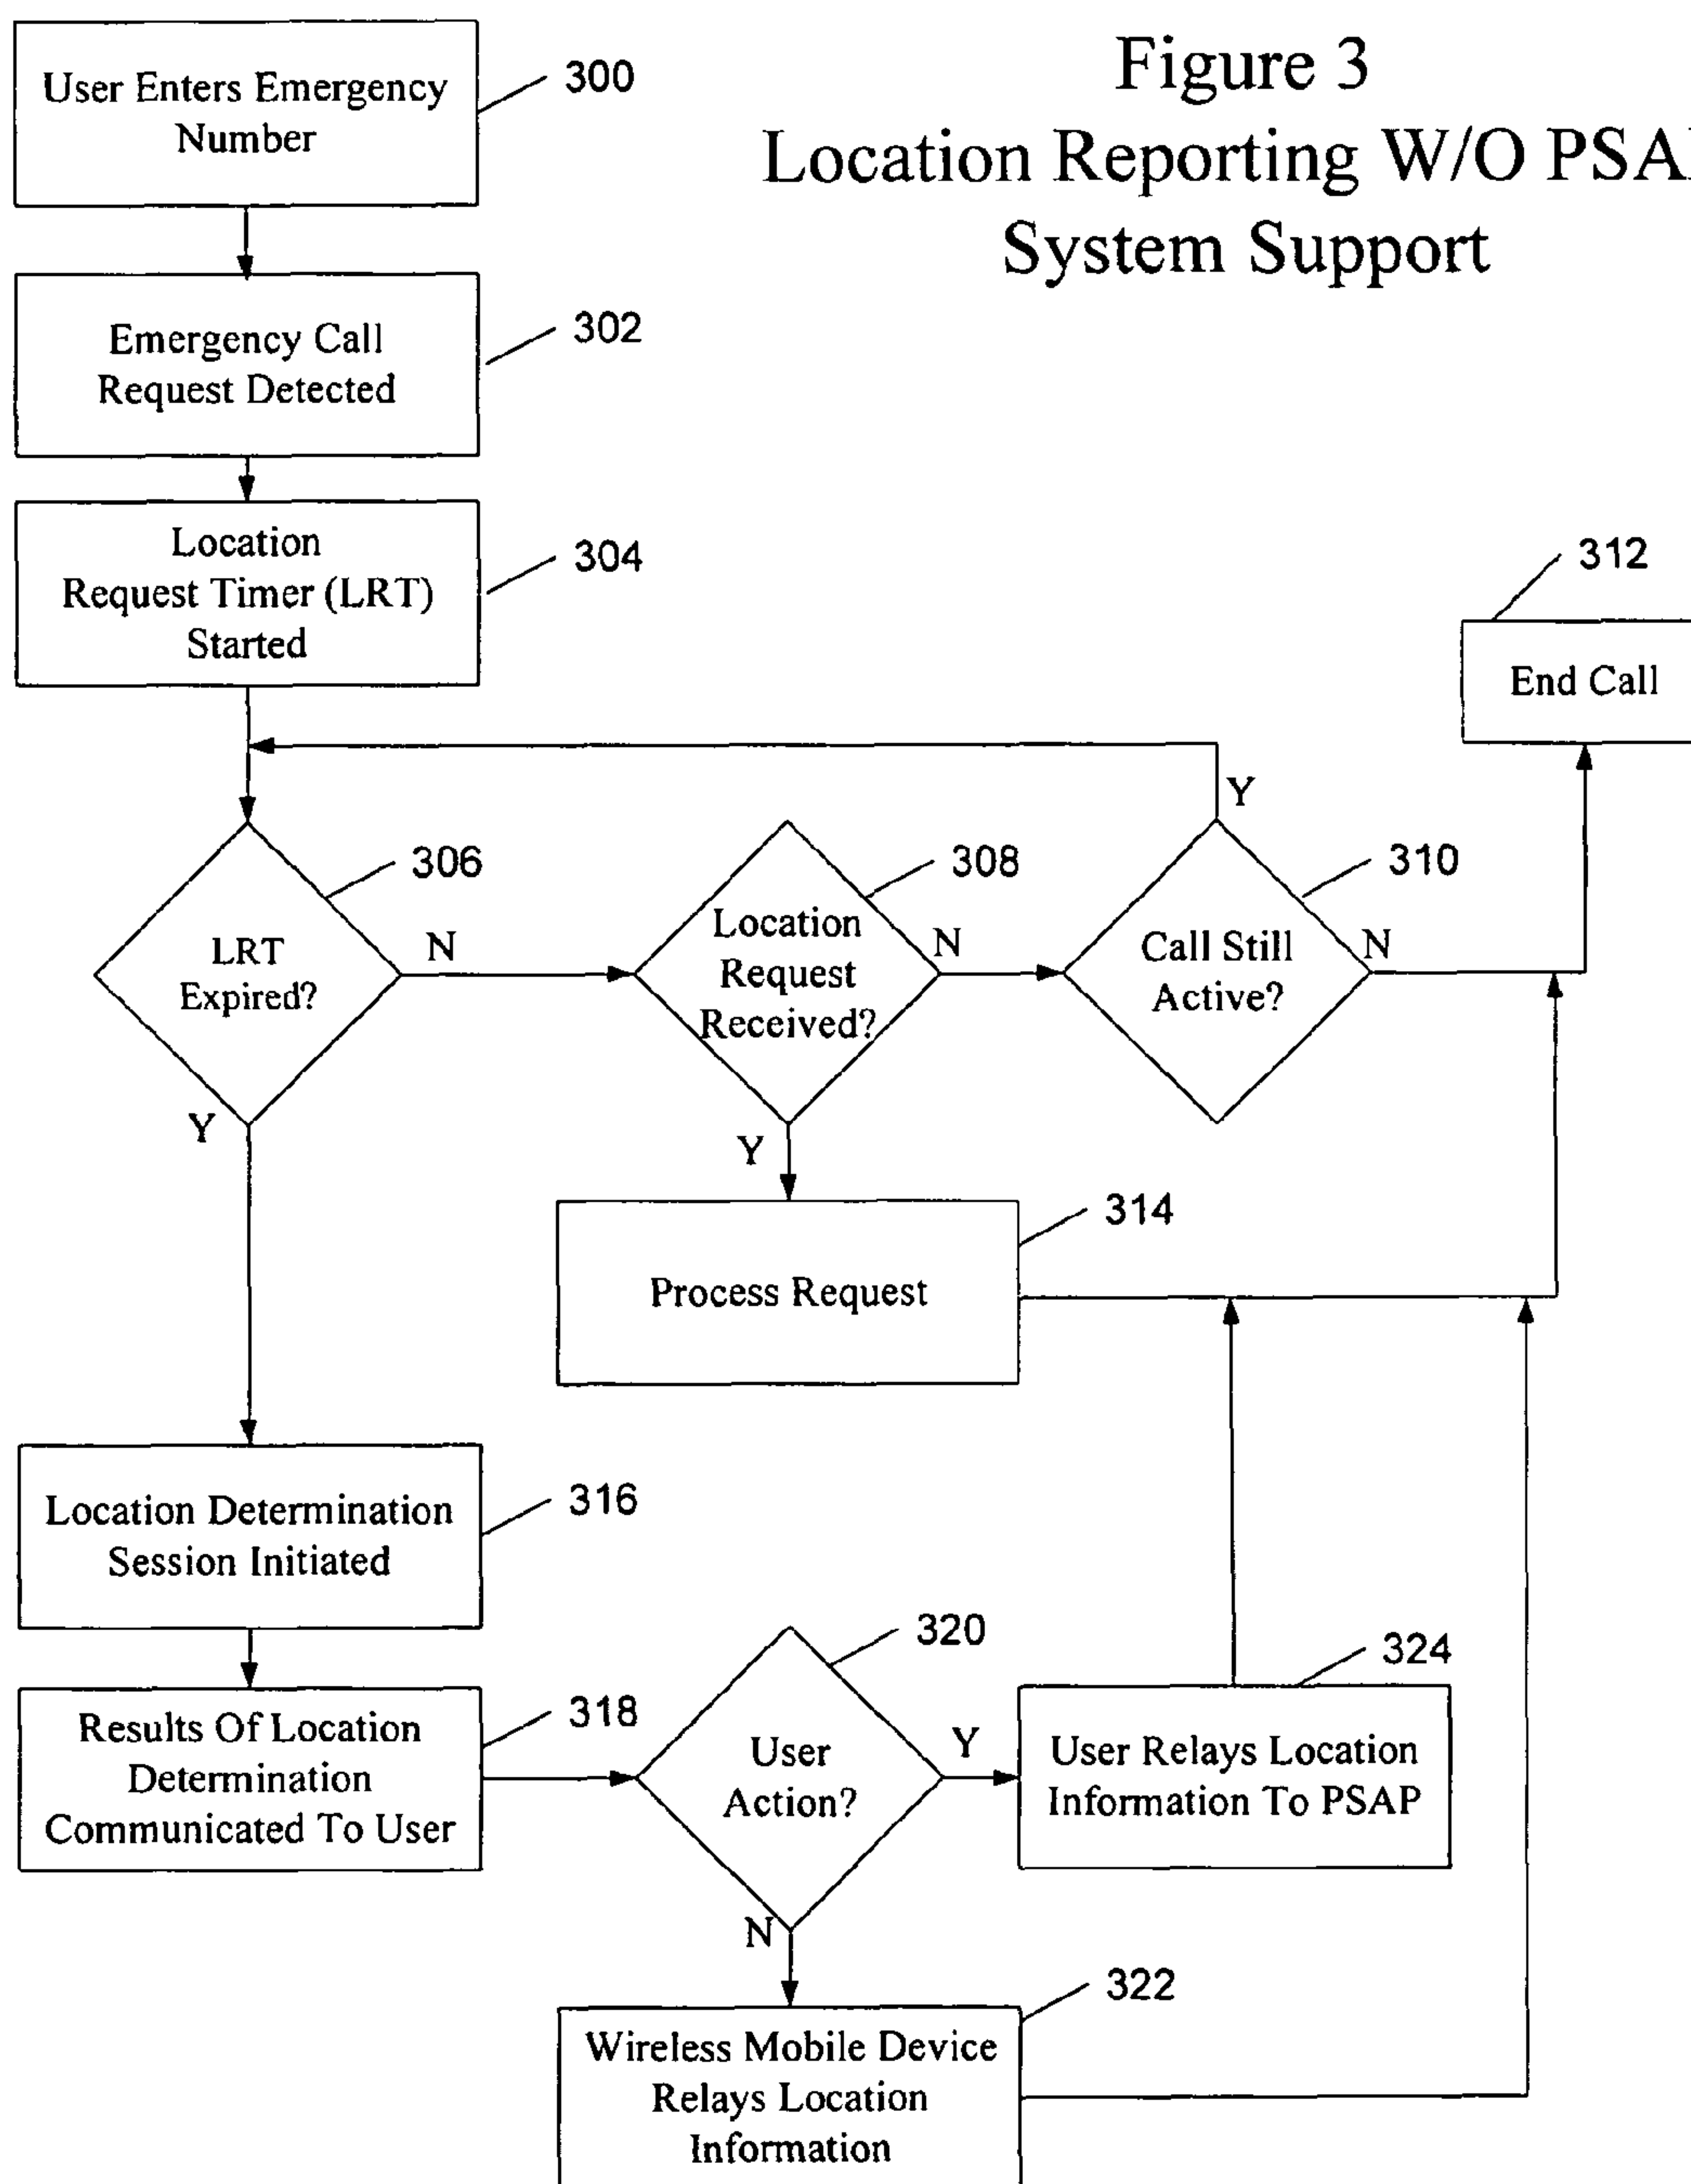 Figure 3
Location Reporting W/O PSA
System Support
User Enters Emergency
Number
300
Emergency Call
Request Detected
302
Location
Request Timer (LRT)
Started
304
312
End Call
Y
306
LRT
Expired?
N
Y
308
Location
Request
Received?
N
Y
310
Call Still
Active?
N
314
Process Request
Location Determination
Session Initiated
316
Results Of Location
Determination
Communicated To User
318
320
User
Action?
Y
N
324
User Relays Location
Information To PSAP
322
Wireless Mobile Device
Relays Location
Information